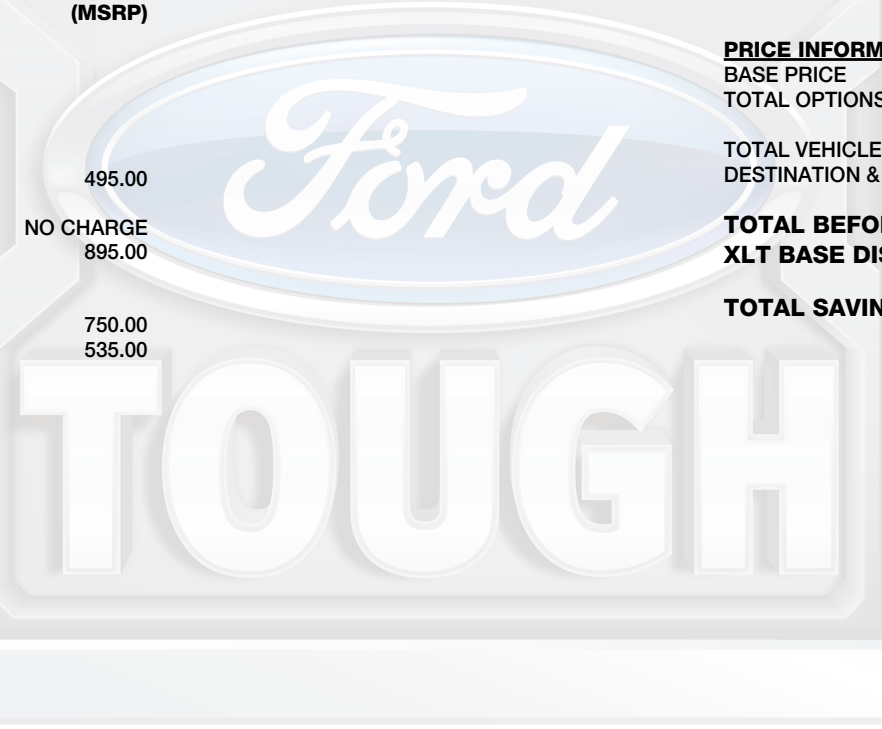 (MSRP)
495.00
NO CHARGE
895.00
750.00
535.00
PRICE INFORM
BASE PRICE
TOTAL OPTIONS
TOTAL VEHICLE
DESTINATION &
TOTAL BEFO
XLT BASE DIS
TOTAL SAVIN
Ford
TOUGH